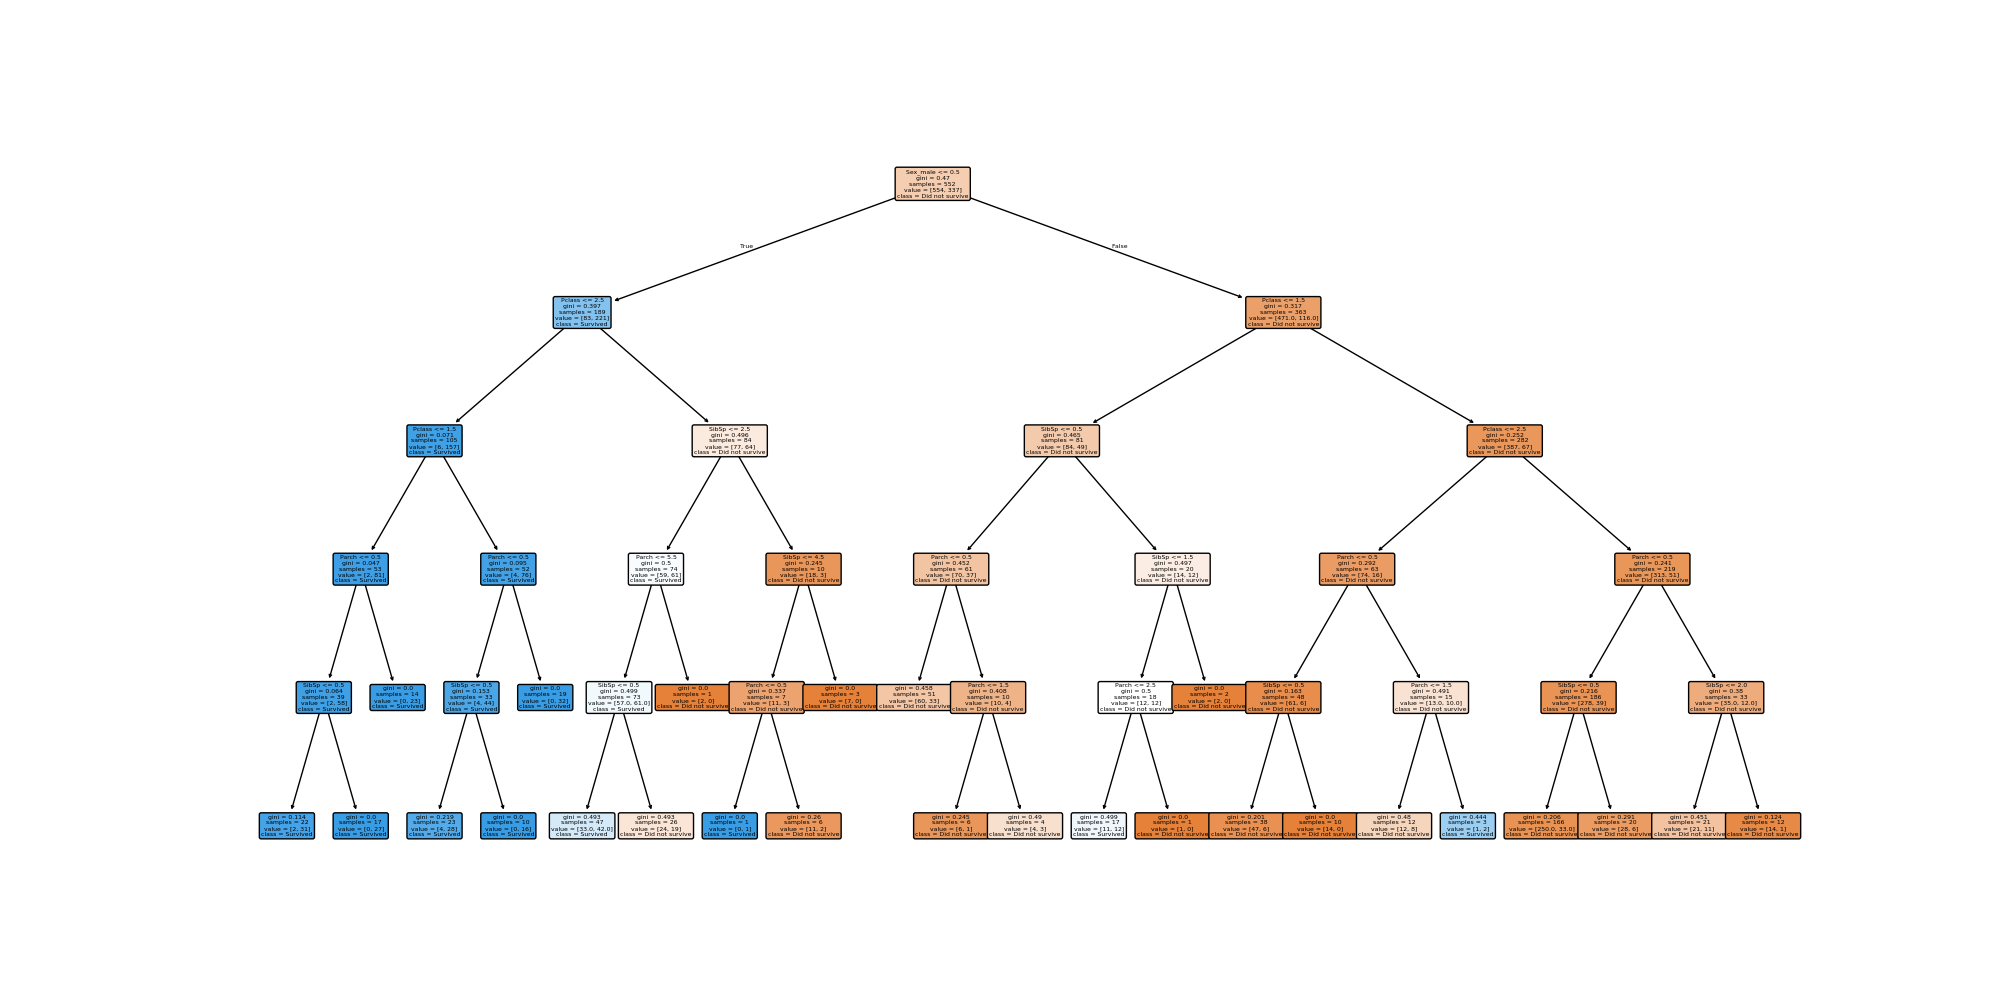 Sex_male <= 0.5
gini = 0.47
samples = 552
value = [554, 337]
class = Did not survive
True
False
Pclass <= 2.5
gini = 0.397
samples = 189
value = [83, 221]
class = Survived
Pclass <= 1.5
gini = 0.317
samples = 363
value = [471.0, 116.0]
class = Did not survive
Pclass <= 1.5
gini = 0.071
samples = 105
value = [6, 157]
class = Survived
SibSp <= 2.5
gini = 0.496
samples = 84
value = [77, 64]
class = Did not survive
SibSp <= 0.5
gini = 0.465
samples = 81
value = [84, 49]
class = Did not survive
Pclass <= 2.5
gini = 0.252
samples = 282
value = [387, 67]
class = Did not survive
Parch <= 0.5
gini = 0.047
samples = 53
value = [2, 81]
class = Survived
Parch <= 0.5
gini = 0.095
samples = 52
value = [4, 76]
class = Survived
Parch <= 5.5
gini = 0.5
samples = 74
value = [59, 61]
class = Survived
SibSp <= 4.5
gini = 0.245
samples = 10
value = [18, 3]
class = Did not survive
Parch <= 0.5
gini = 0.452
samples = 61
value = [70, 37]
class = Did not survive
SibSp <= 1.5
gini = 0.497
samples = 20
value = [14, 12]
class = Did not survive
Parch <= 0.5
gini = 0.292
samples = 63
value = [74, 16]
class = Did not survive
Parch <= 0.5
gini = 0.241
samples = 219
value = [313, 51]
class = Did not survive
SibSp <= 0.5
gini = 0.064
samples = 39
value = [2, 58]
class = Survived
gini = 0.0
samples = 14
value = [0, 23]
class = Survived
SibSp <= 0.5
gini = 0.153
samples = 33
value = [4, 44]
class = Survived
gini = 0.0
samples = 19
value = [0, 32]
class = Survived
SibSp <= 0.5
gini = 0.499
samples = 73
value = [57.0, 61.0]
class = Survived
gini = 0.0
samples = 1
value = [2, 0]
class = Did not survive
Parch <= 0.5
gini = 0.337
samples = 7
value = [11, 3]
class = Did not survive
gini = 0.0
samples = 3
value = [7, 0]
class = Did not survive
gini = 0.458
samples = 51
value = [60, 33]
class = Did not survive
Parch <= 1.5
gini = 0.408
samples = 10
value = [10, 4]
class = Did not survive
Parch <= 2.5
gini = 0.5
samples = 18
value = [12, 12]
class = Did not survive
gini = 0.0
samples = 2
value = [2, 0]
class = Did not survive
SibSp <= 0.5
gini = 0.163
samples = 48
value = [61, 6]
class = Did not survive
Parch <= 1.5
gini = 0.491
samples = 15
value = [13.0, 10.0]
class = Did not survive
SibSp <= 0.5
gini = 0.216
samples = 186
value = [278, 39]
class = Did not survive
SibSp <= 2.0
gini = 0.38
samples = 33
value = [35.0, 12.0]
class = Did not survive
gini = 0.114
samples = 22
value = [2, 31]
class = Survived
gini = 0.0
samples = 17
value = [0, 27]
class = Survived
gini = 0.219
samples = 23
value = [4, 28]
class = Survived
gini = 0.0
samples = 10
value = [0, 16]
class = Survived
gini = 0.493
samples = 47
value = [33.0, 42.0]
class = Survived
gini = 0.493
samples = 26
value = [24, 19]
class = Did not survive
gini = 0.0
samples = 1
value = [0, 1]
class = Survived
gini = 0.26
samples = 6
value = [11, 2]
class = Did not survive
gini = 0.245
samples = 6
value = [6, 1]
class = Did not survive
gini = 0.49
samples = 4
value = [4, 3]
class = Did not survive
gini = 0.499
samples = 17
value = [11, 12]
class = Survived
gini = 0.0
samples = 1
value = [1, 0]
class = Did not survive
gini = 0.201
samples = 38
value = [47, 6]
class = Did not survive
gini = 0.0
samples = 10
value = [14, 0]
class = Did not survive
gini = 0.48
samples = 12
value = [12, 8]
class = Did not survive
gini = 0.444
samples = 3
value = [1, 2]
class = Survived
gini = 0.206
samples = 166
value = [250.0, 33.0]
class = Did not survive
gini = 0.291
samples = 20
value = [28, 6]
class = Did not survive
gini = 0.451
samples = 21
value = [21, 11]
class = Did not survive
gini = 0.124
samples = 12
value = [14, 1]
class = Did not survive